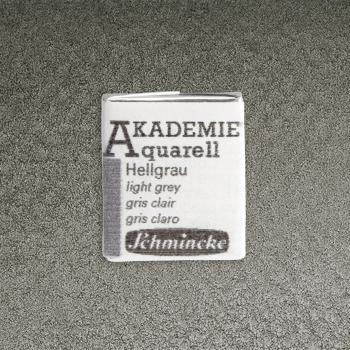 AKADEMIE
Aquarell
Hellgrau
light grey
gris clair
gris claro
Schmincke